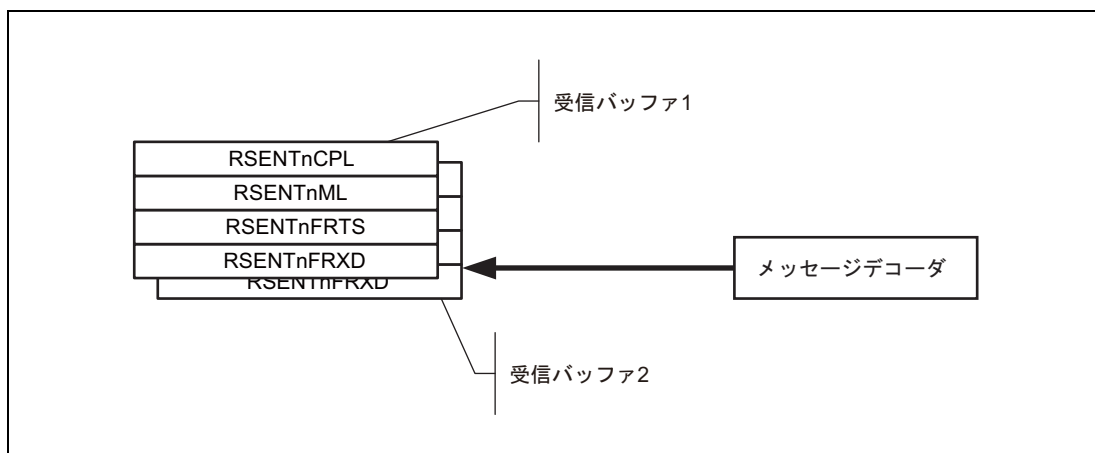 受信バッファ1
RSENTnCPL
RSENTnML
RSENTnFRTS
RSENTnFRXD
RSENTnFRXD
メッセージデコーダ
受信バッファ2